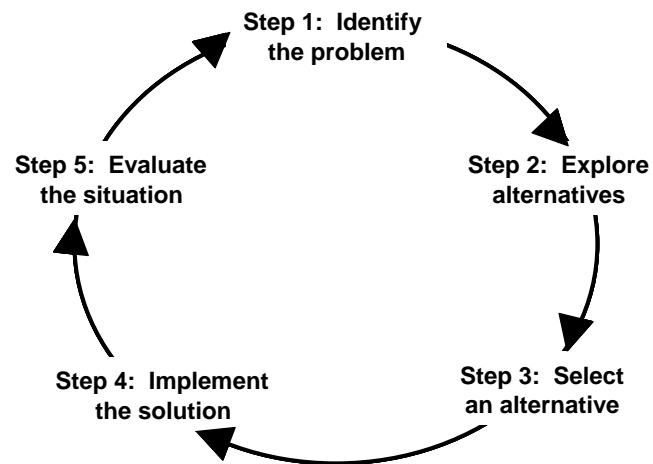 Step 1:  Identify
the problem
Step 2:  Explore
alternatives
Step 3:  Select
an alternative
Step 4:  Implement
the solution
Step 5:  Evaluate
the situation